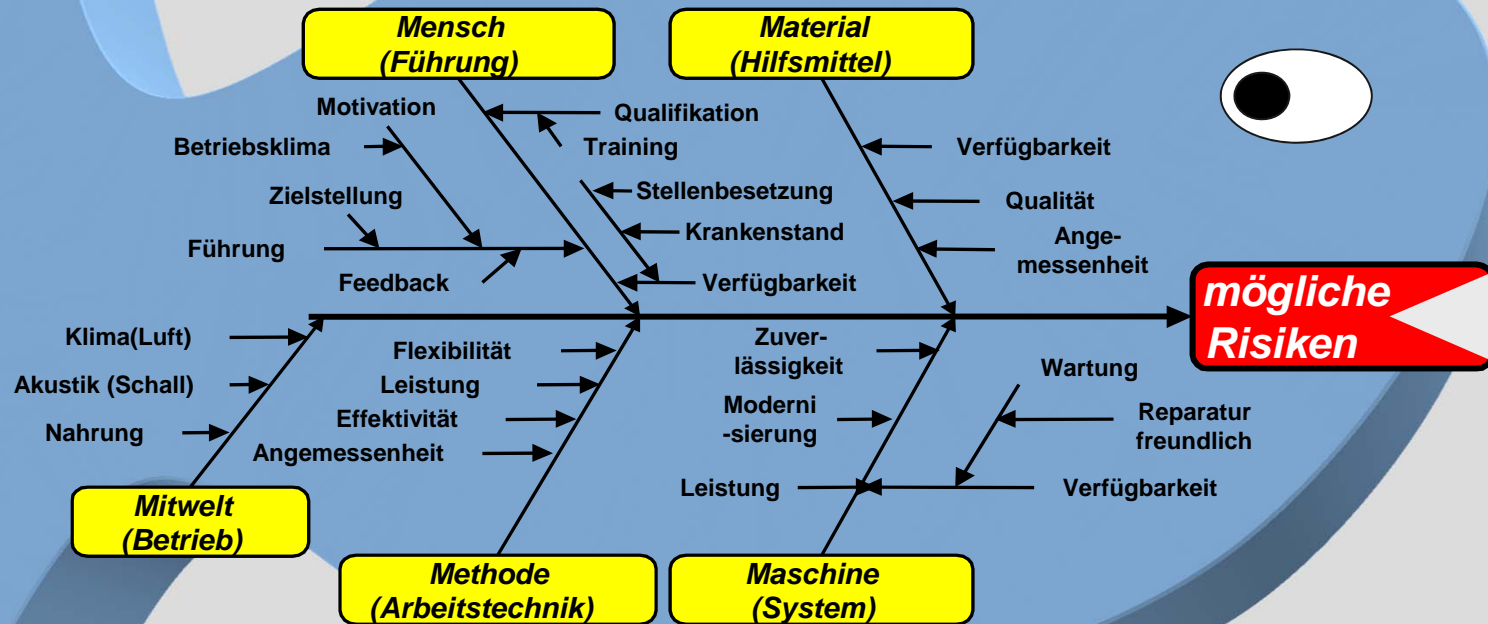 Mensch
(Führung)
Material
(Hilfsmittel)
Motivation
Qualifikation
Betriebsklima
Training
Verfügbarkeit
Zielstellung
Stellenbesetzung
Qualität
Führung
Krankenstand
Ange-
messenheit
Feedback
Verfügbarkeit
mögliche
Risiken
Klima(Luft)
Flexibilität
Zuver-
lässigkeit
Wartung
Akustik (Schall)
Leistung
Moderni
-sierung
Reparatur
freundlich
Nahrung
Effektivität
Angemessenheit
Leistung
Verfügbarkeit
Mitwelt
(Betrieb)
Methode
(Arbeitstechnik)
Maschine
(System)